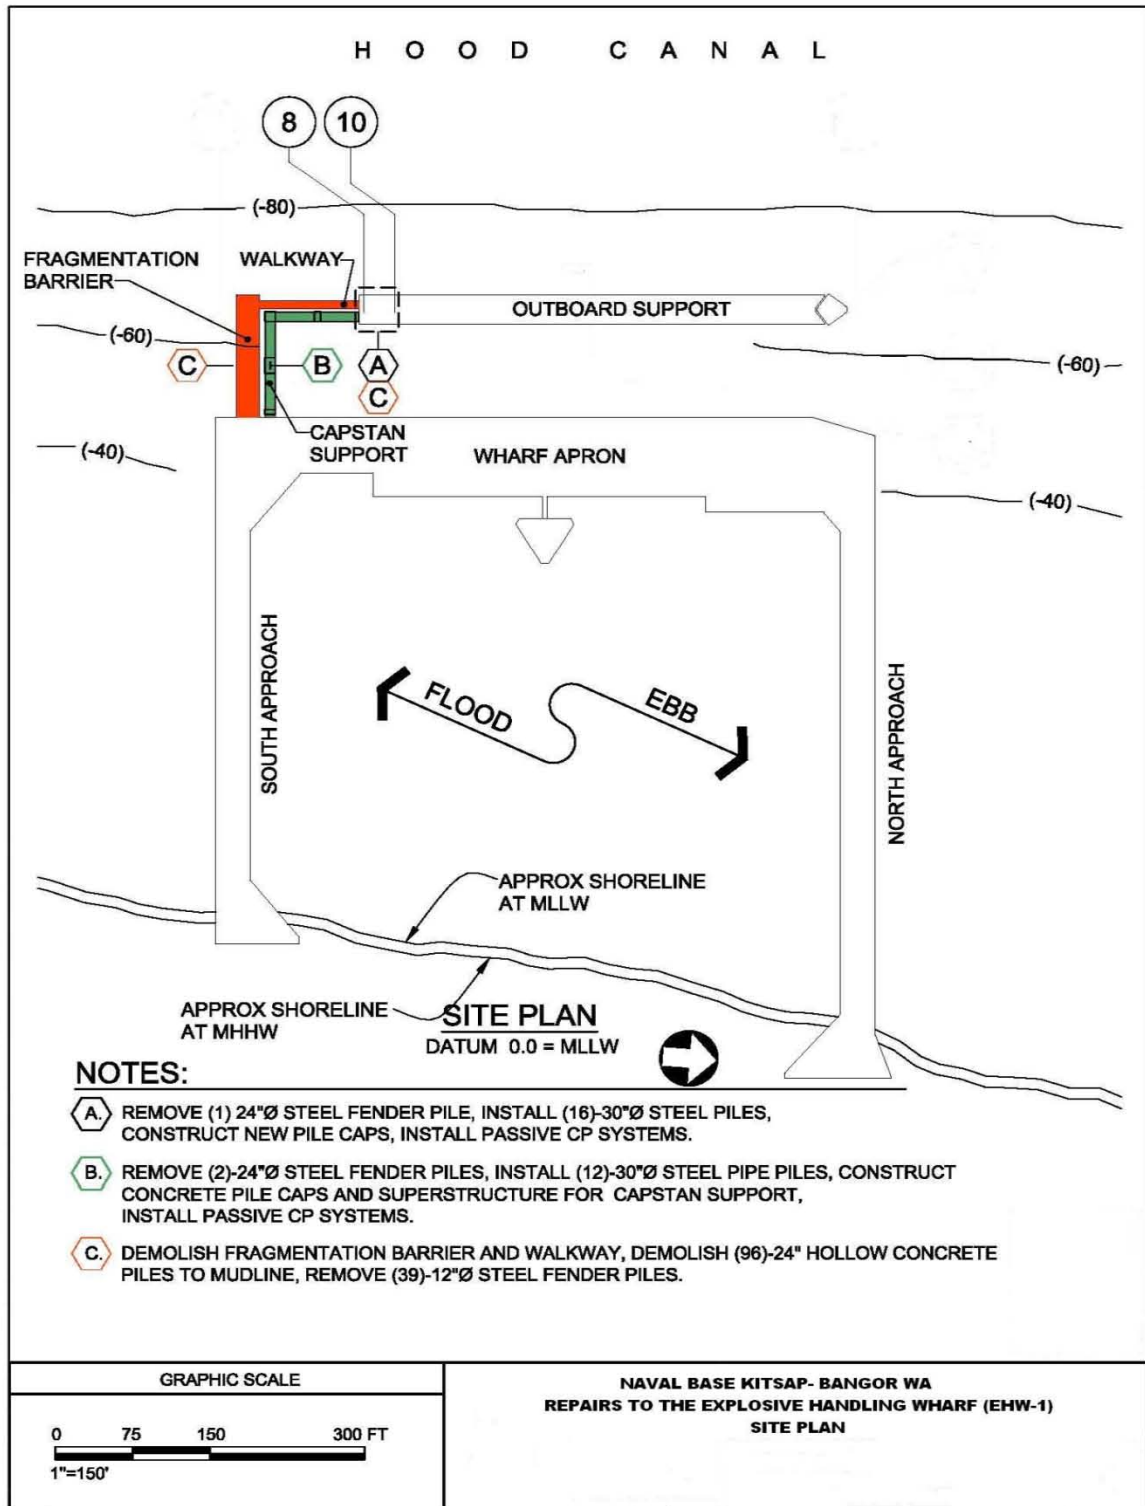 H O O D C A N A L
8 10
(-80)
FRAGMENTATION
BARRIER
WALKWAY
OUTBOARD SUPPORT
(-60)
(-60)
C
B
A
C
CAPSTAN
SUPPORT
WHARF APRON
(-40)
(-40)
SOUTH APPROACH
FLOOD
EBB
NORTH APPROACH
APPROX SHORELINE
AT MLLW
APPROX SHORELINE
AT MHHW
SITE PLAN
DATUM 0.0 = MLLW
NOTES:
A. REMOVE (1) 24"Ø STEEL FENDER PILE, INSTALL (16)-30"Ø STEEL PILES,
CONSTRUCT NEW PILE CAPS, INSTALL PASSIVE CP SYSTEMS.
B. REMOVE (2)-24"Ø STEEL FENDER PILES, INSTALL (12)-30"Ø STEEL PIPE PILES, CONSTRUCT
CONCRETE PILE CAPS AND SUPERSTRUCTURE FOR CAPSTAN SUPPORT,
INSTALL PASSIVE CP SYSTEMS.
C. DEMOLISH FRAGMENTATION BARRIER AND WALKWAY, DEMOLISH (96)-24" HOLLOW CONCRETE
PILES TO MUDLINE, REMOVE (39)-12"Ø STEEL FENDER PILES.
GRAPHIC SCALE
0 75 150 300 FT
1"=150'
NAVAL BASE KITSAP- BANGOR WA
REPAIRS TO THE EXPLOSIVE HANDLING WHARF (EHW-1)
SITE PLAN